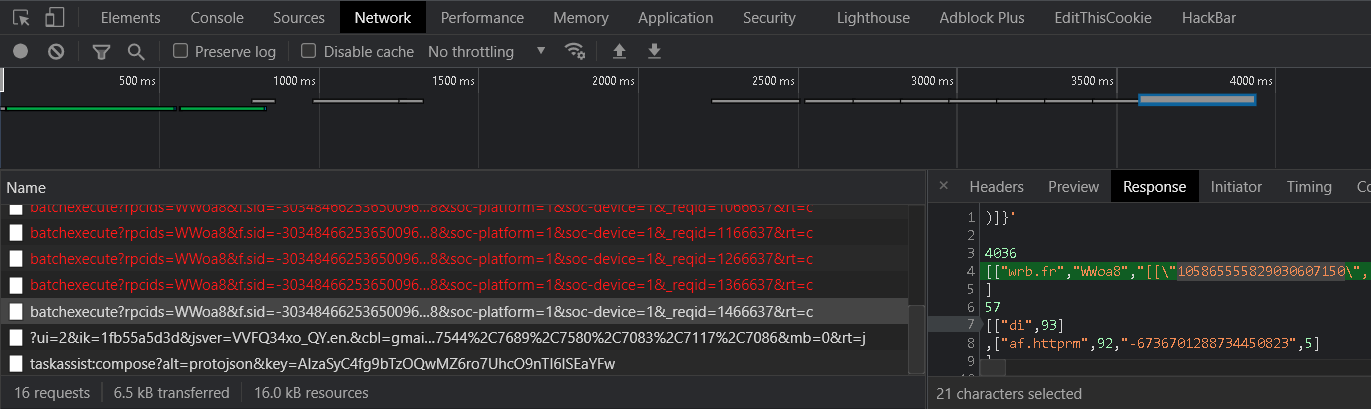 Elements Console Sources Network Performance Memory Application Security Lighthouse Adblock Plus EditThisCookie HackBar
Preserve log Disable cache No throttling
500 ms 1000 ms 1500 ms 2000 ms 2500 ms 3000 ms 3500 ms 4000 ms
Name
batchexecute?rpcids=WWoa8&f.sid=-30348466253650096...8&soc-platform=1&soc-device=1&_reqid=1066637&rt=c
batchexecute?rpcids=WWoa8&f.sid=-30348466253650096...8&soc-platform=1&soc-device=1&_reqid=1166637&rt=c
batchexecute?rpcids=WWoa8&f.sid=-30348466253650096...8&soc-platform=1&soc-device=1&_reqid=1266637&rt=c
batchexecute?rpcids=WWoa8&f.sid=-30348466253650096...8&soc-platform=1&soc-device=1&_reqid=1366637&rt=c
batchexecute?rpcids=WWoa8&f.sid=-30348466253650096...8&soc-platform=1&soc-device=1&_reqid=1466637&rt=c
?ui=2&ik=1fb55a5d3d&jsver=VVFQ34xo_QY.en.&cbl=gmai...7544%2C7689%2C7580%2C7083%2C7117%2C7086&mb=0&rt=j
taskassist:compose?alt=protojson&key=AIzaSyC4fg9bTzOQwMZ6ro7UhcO9nTI6ISEaYFw
16 requests 6.5 kB transferred 16.0 kB resources
× Headers Preview Response Initiator Timing Co
1 )]}'
2
3 4036
4 [["wrb.fr","WWoa8","[[\"105865555829030607150\",
5 ]
6 57
7 [["di",93]
8 ,["af.httprm",92,"-6736701288734450823",5]
21 characters selected